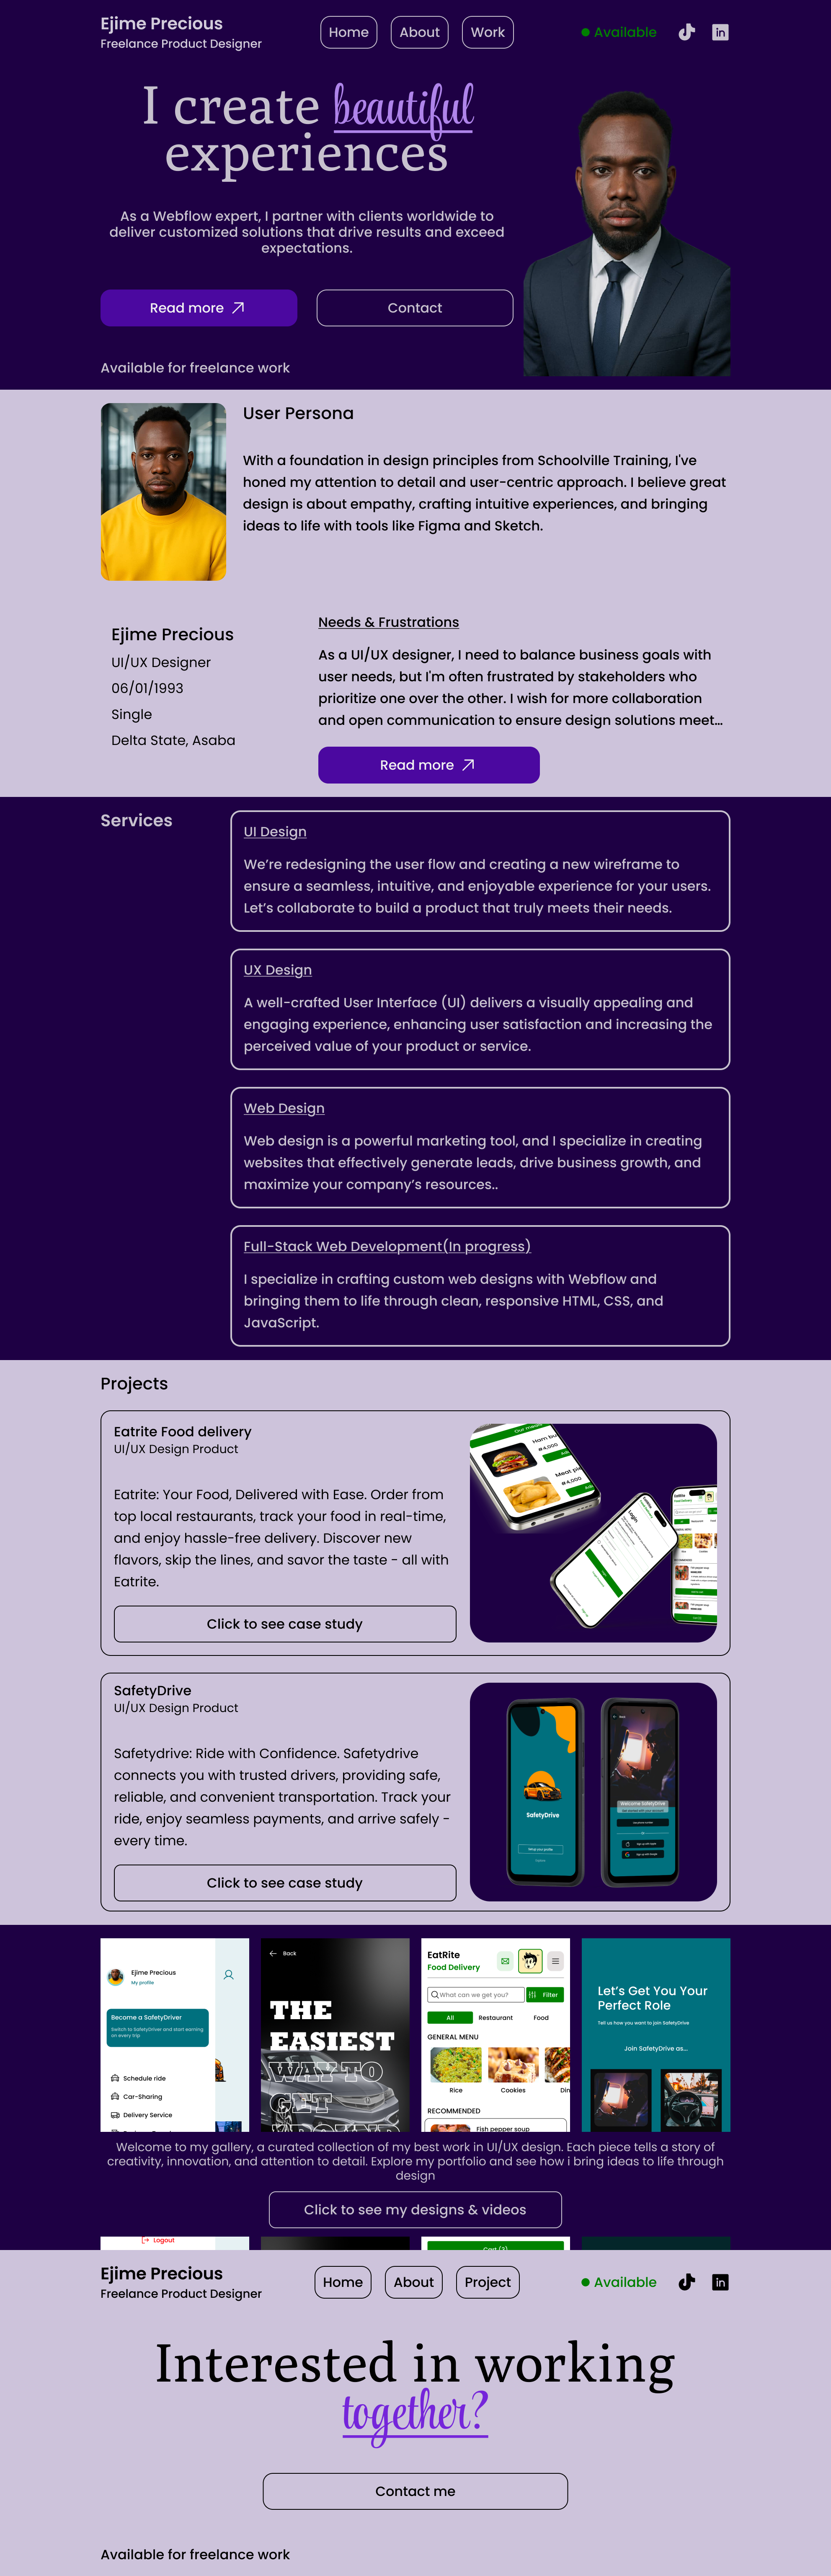 Ejime Precious
Freelance Product Designer
Home
About
Work
Available
in
I create beautiful
experiences
As a Webflow expert, I partner with clients worldwide to
deliver customized solutions that drive results and exceed
expectations.
Read more
Contact
Available for freelance work
User Persona
With a foundation in design principles from Schoolville Training, I've
honed my attention to detail and user-centric approach. I believe great
design is about empathy, crafting intuitive experiences, and bringing
ideas to life with tools like Figma and Sketch.
Ejime Precious
UI/UX Designer
06/01/1993
Single
Delta State, Asaba
Needs & Frustrations
As a UI/UX designer, I need to balance business goals with
user needs, but I'm often frustrated by stakeholders who
prioritize one over the other. I wish for more collaboration
and open communication to ensure design solutions meet...
Read more
Services
UI Design
We're redesigning the user flow and creating a new wireframe to
ensure a seamless, intuitive, and enjoyable experience for your users.
Let's collaborate to build a product that truly meets their needs.
UX Design
A well-crafted User Interface (UI) delivers a visually appealing and
engaging experience, enhancing user satisfaction and increasing the
perceived value of your product or service.
Web Design
Web design is a powerful marketing tool, and I specialize in creating
websites that effectively generate leads, drive business growth, and
maximize your company's resources..
Full-Stack Web Development(In progress)
I specialize in crafting custom web designs with Webflow and
bringing them to life through clean, responsive HTML, CSS, and
JavaScript.
Projects
Eatrite Food delivery
UI/UX Design Product
Eatrite: Your Food, Delivered with Ease. Order from
top local restaurants, track your food in real-time,
and enjoy hassle-free delivery. Discover new
flavors, skip the lines, and savor the taste - all with
Eatrite.
Click to see case study
₦4,000
₦4,000
Login
SafetyDrive
UI/UX Design Product
Safetydrive: Ride with Confidence. Safetydrive
connects you with trusted drivers, providing safe,
reliable, and convenient transportation. Track your
ride, enjoy seamless payments, and arrive safely -
every time.
Click to see case study
SafetyDrive
Welcome SafetyDrive
Ejime Precious
My profile
Become a SafetyDriver
Switch to SafetyDriver and start earning
on every trip
Schedule ride
Car-Sharing
Delivery Service
Back
THE
EASIEST
WAY TO
GET
EatRite
Food Delivery
What can we get you?
Filter
All
Restaurant
Food
GENERAL MENU
Rice
Cookies
Din
RECOMMENDED
Fish pepper soup
Let's Get You Your
Perfect Role
Tell us how you want to join SafetyDrive
Join SafetyDrive as...
Welcome to my gallery, a curated collection of my best work in UI/UX design. Each piece tells a story of
creativity, innovation, and attention to detail. Explore my portfolio and see how i bring ideas to life through
design
Click to see my designs & videos
Logout
Ejime Precious
Freelance Product Designer
Home
About
Project
Available
in
Interested in working
together?
Contact me
Available for freelance work